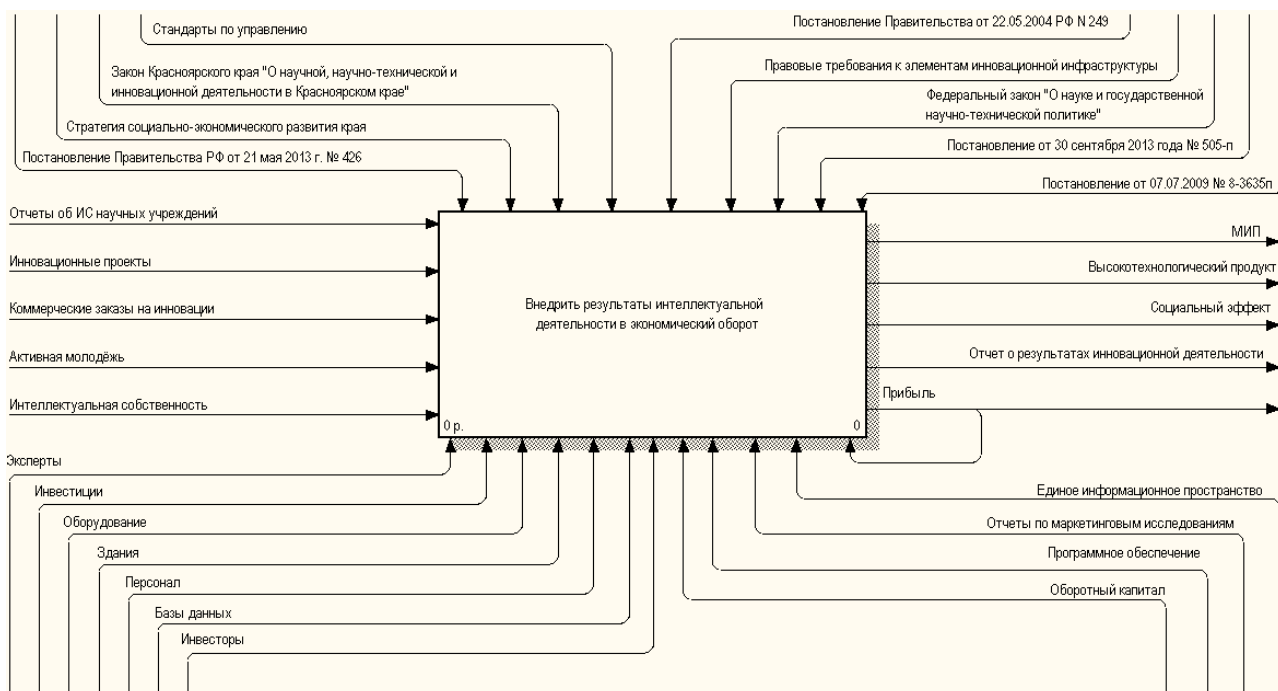 Стандарты по управлению
Постановление Правительства от 22.05.2004 РФ N 249
Закон Красноярского края "О научной, научно-технической и
инновационной деятельности в Красноярском крае"
Правовые требования к элементам инновационной инфраструктуры
Федеральный закон "О науке и государственной
научно-технической политике"
Стратегия социально-экономического развития края
Постановление от 30 сентября 2013 года № 505-п
Постановление Правительства РФ от 21 мая 2013 г. № 426
Постановление от 07.07.2009 № 8-3635п
Отчеты об ИС научных учреждений
Инновационные проекты
Коммерческие заказы на инновации
Активная молодёжь
Интеллектуальная собственность
Внедрить результаты интеллектуальной
деятельности в экономический оборот
0 р.
0
МИП
Высокотехнологический продукт
Социальный эффект
Отчет о результатах инновационной деятельности
Прибыль
Эксперты
Инвестиции
Оборудование
Здания
Персонал
Базы данных
Инвесторы
Единое информационное пространство
Отчеты по маркетинговым исследованиям
Программное обеспечение
Оборотный капитал